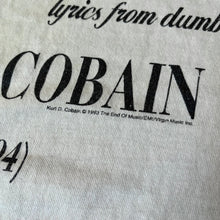 lyrics from dumb
COBAIN
Kurt D. Cobain © 1993 The End Of Music/EMI/Virgin Music Inc.
94)